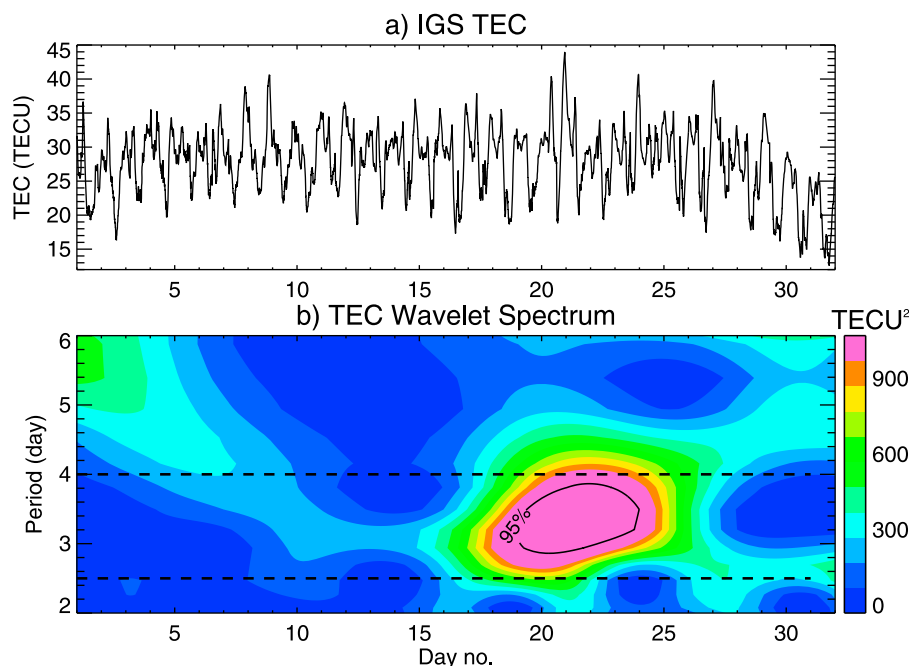 a) IGS TEC
TEC (TECU)
45
40
35
30
25
20
15
5 10 15 20 25 30
b) TEC Wavelet Spectrum
TECU²
Period (day)
6
5
4
3
2
95%
900
600
300
0
5 10 15 20 25 30
Day no.